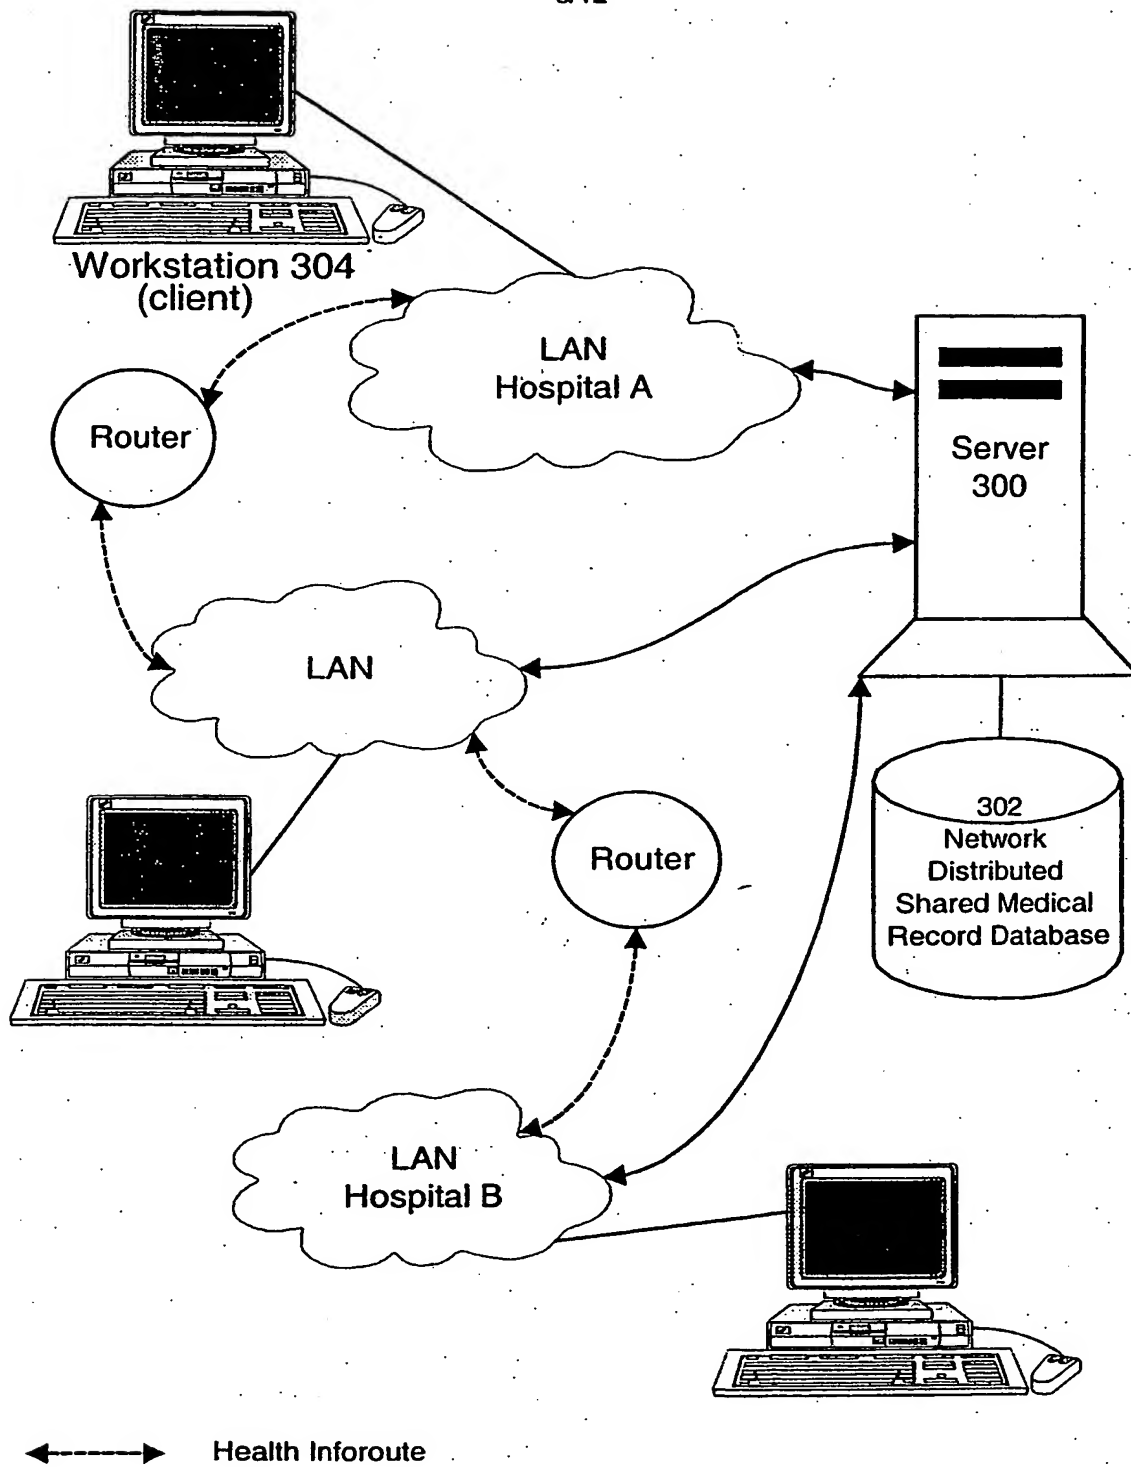 Workstation 304
(client)
LAN
Hospital A
Router
Server
300
LAN
302
Network
Distributed
Shared Medical
Record Database
Router
LAN
Hospital B
Health Inforoute